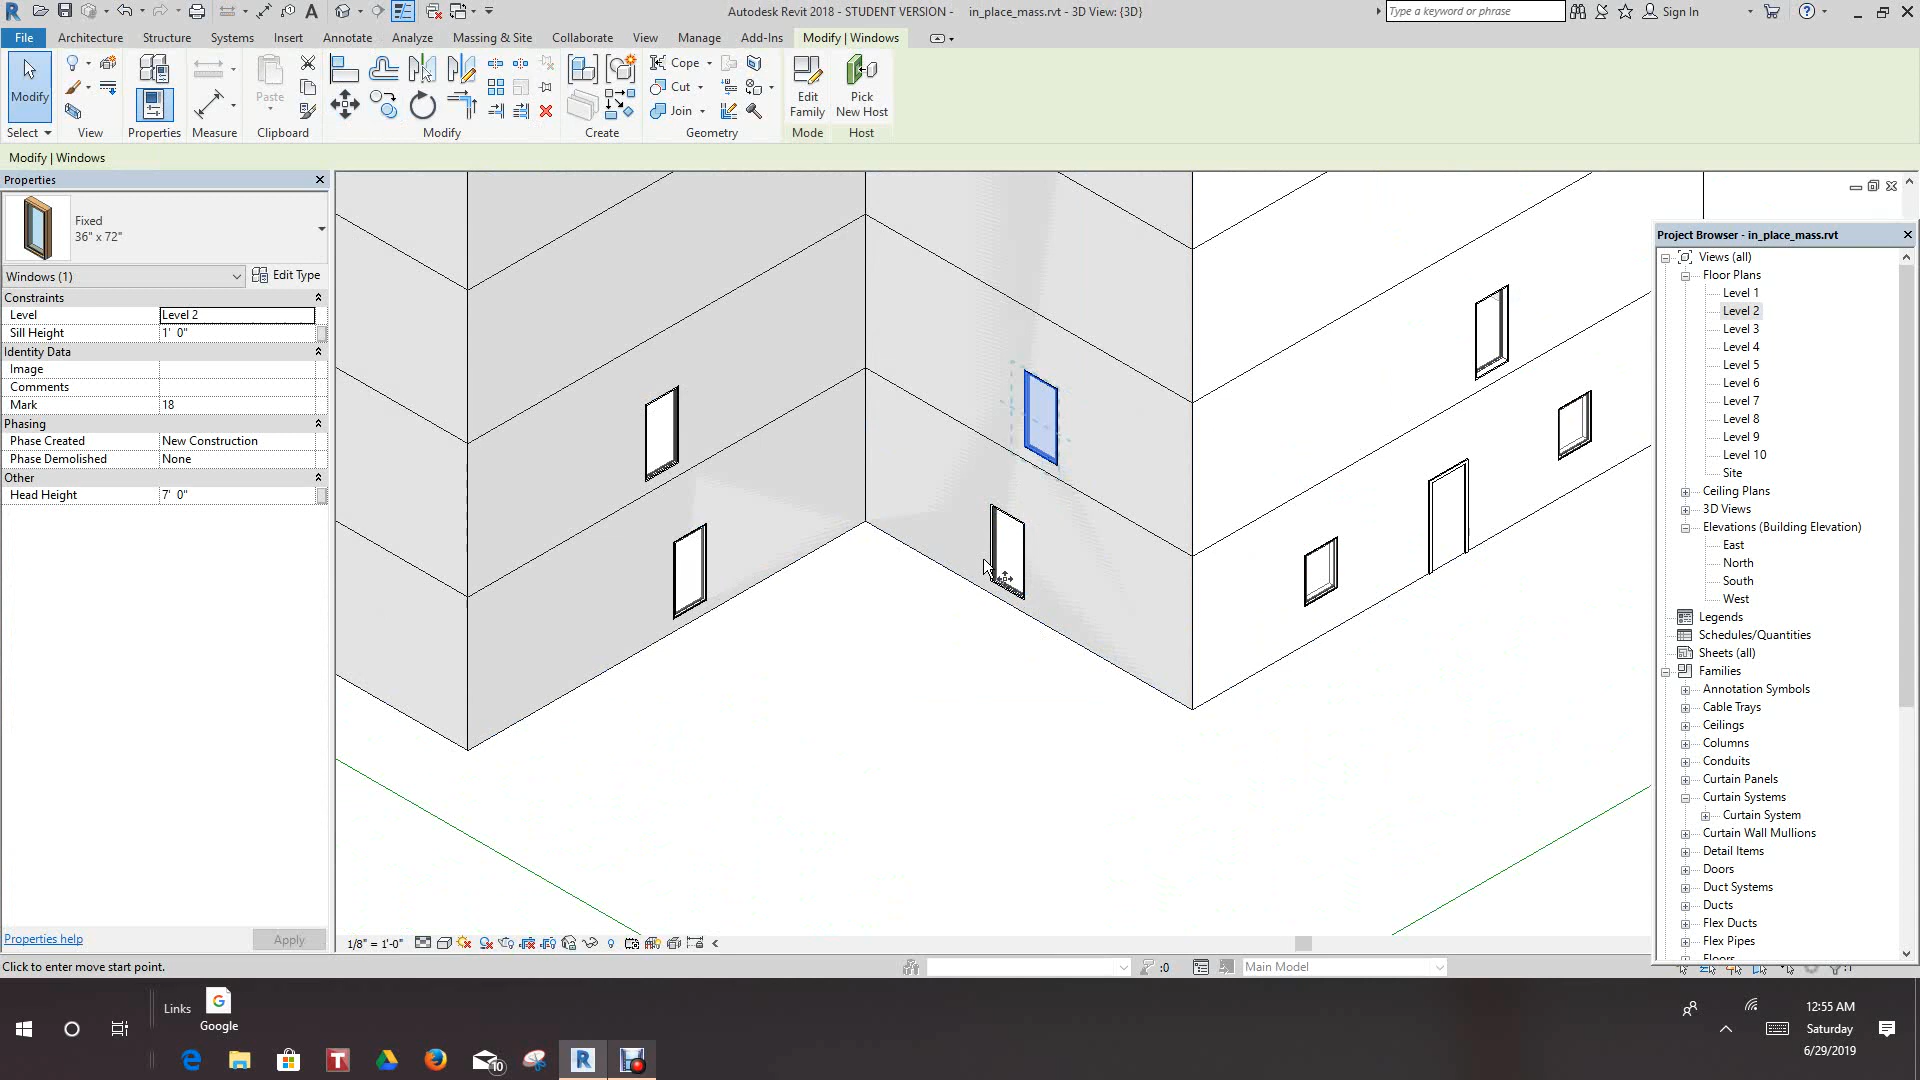 Autodesk Revit 2018 - STUDENT VERSION - in_place_mass.rvt - 3D View: {3D}
Type a keyword or phrase
Sign In
File Architecture Structure Systems Insert Annotate Analyze Massing & Site Collaborate View Manage Add-Ins Modify | Windows
Modify
Paste
Cope
Cut
Join
Edit Family
Pick New Host
Select View Properties Measure Clipboard Modify Create Geometry Mode Host
Modify | Windows
Properties
Fixed
36" x 72"
Windows (1) Edit Type
Constraints
Level Level 2
Sill Height 1' 0"
Identity Data
Image
Comments
Mark 18
Phasing
Phase Created New Construction
Phase Demolished None
Other
Head Height 7' 0"
Properties help Apply
Project Browser - in_place_mass.rvt
Views (all)
Floor Plans
Level 1
Level 2
Level 3
Level 4
Level 5
Level 6
Level 7
Level 8
Level 9
Level 10
Site
Ceiling Plans
3D Views
Elevations (Building Elevation)
East
North
South
West
Legends
Schedules/Quantities
Sheets (all)
Families
Annotation Symbols
Cable Trays
Ceilings
Columns
Conduits
Curtain Panels
Curtain Systems
Curtain System
Curtain Wall Mullions
Detail Items
Doors
Duct Systems
Ducts
Flex Ducts
Flex Pipes
Floors
1/8" = 1'-0"
Click to enter move start point.
:0
Main Model
Links
Google
10
12:55 AM
Saturday
6/29/2019